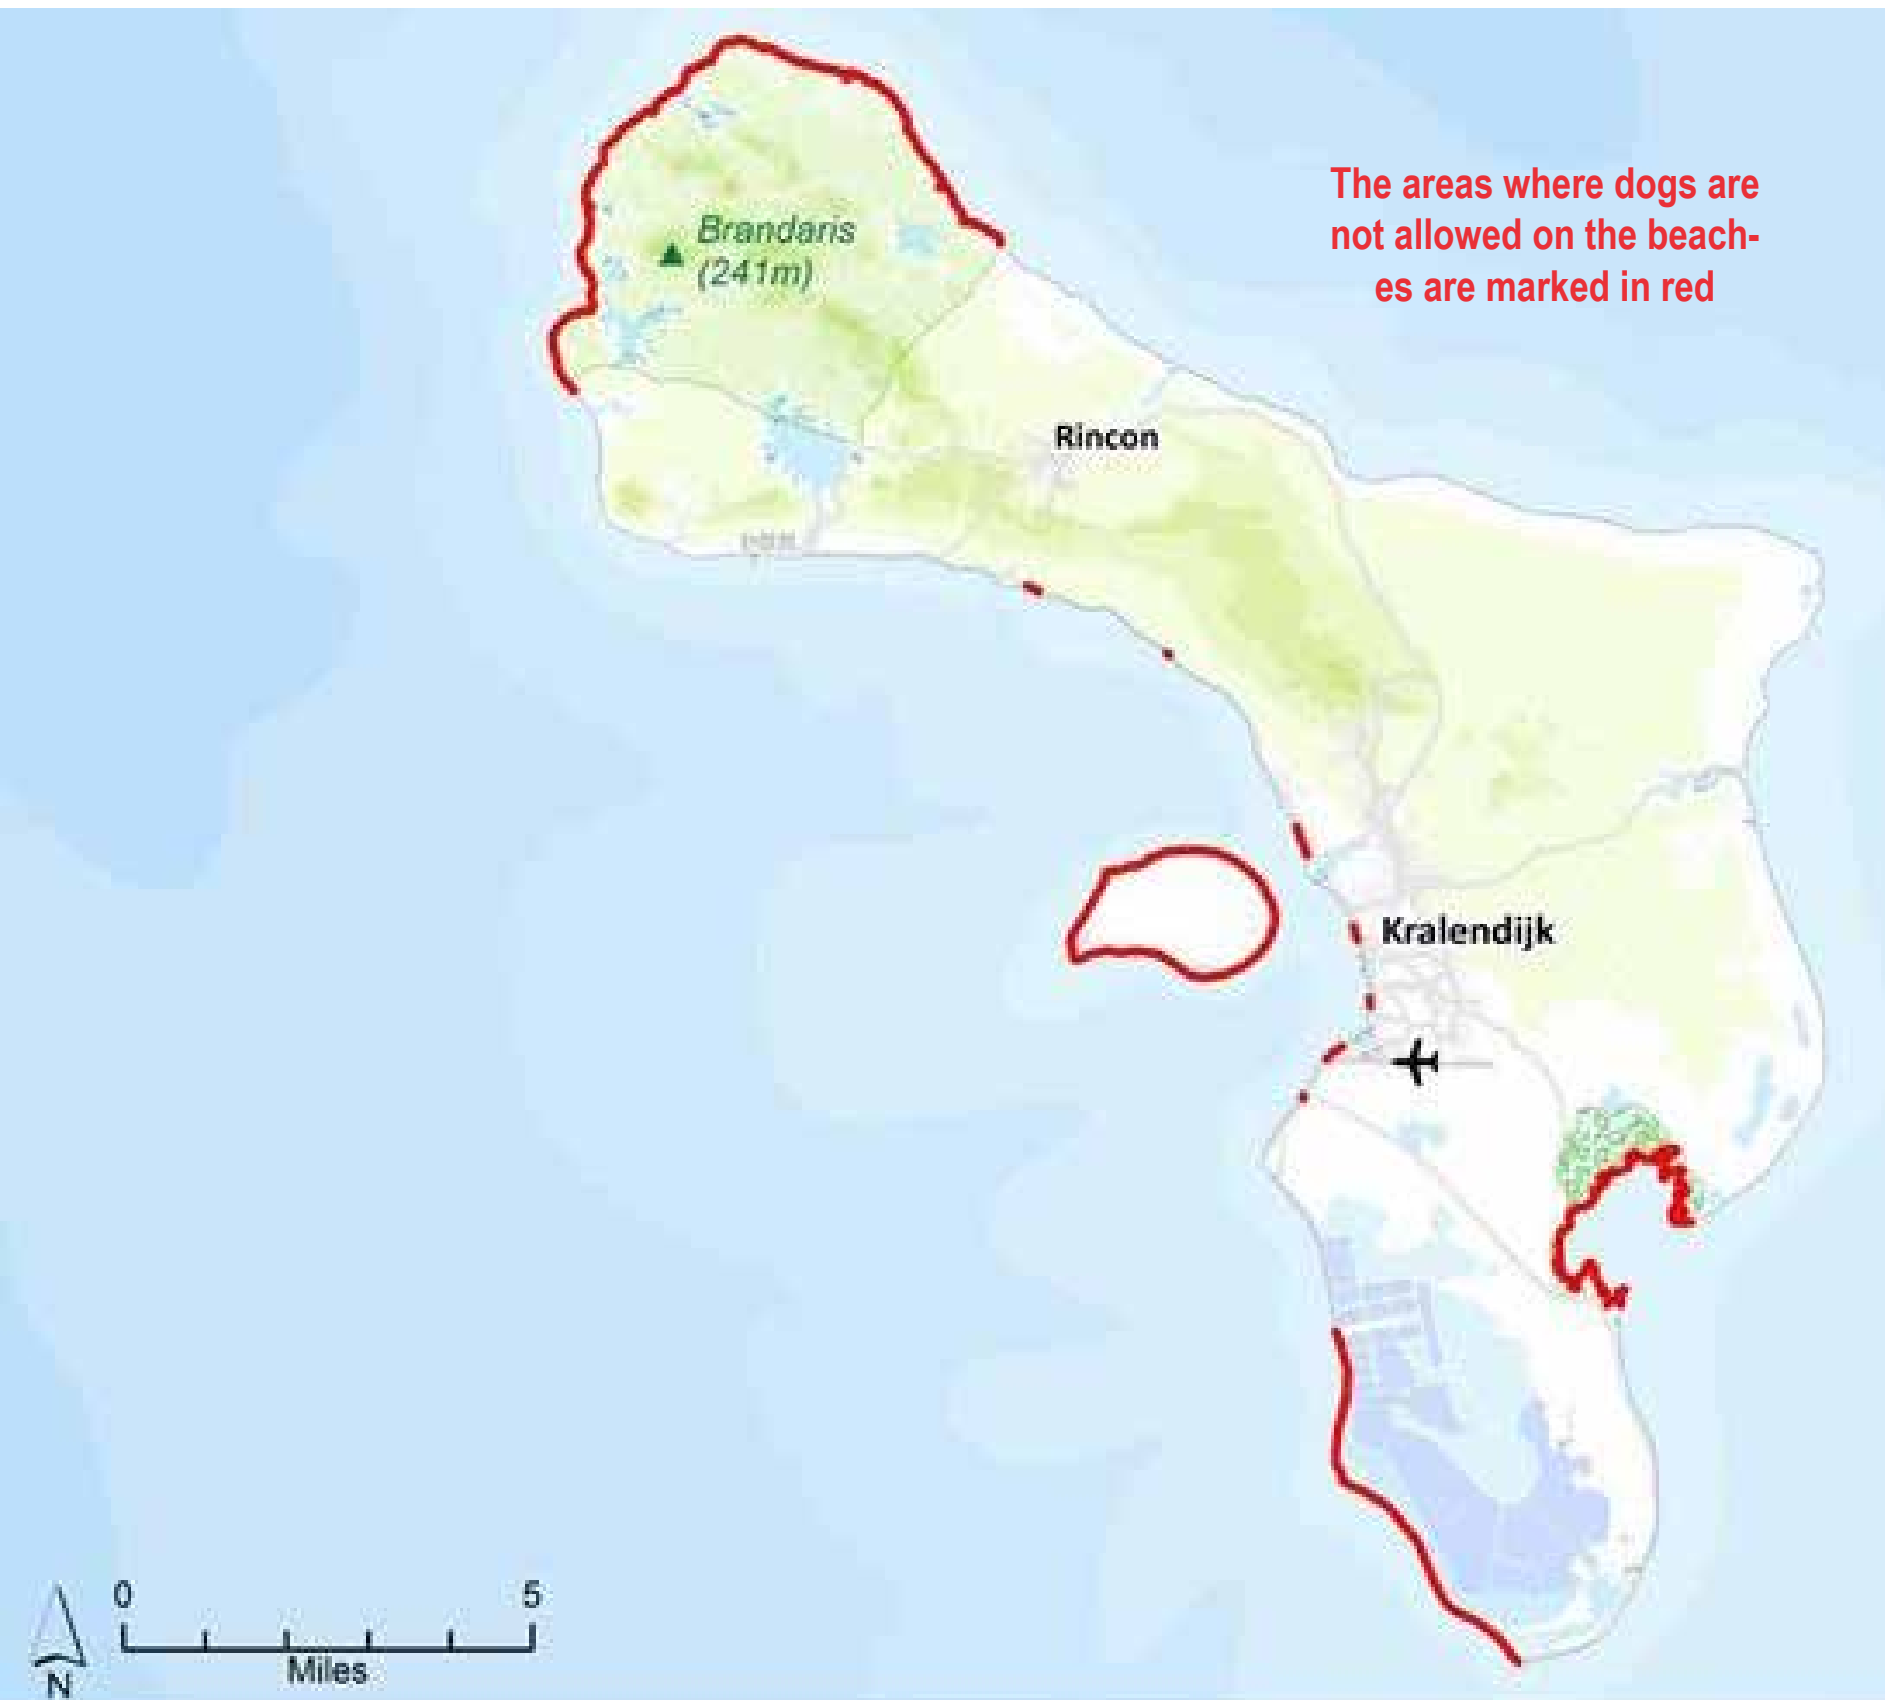 The areas where dogs are
not allowed on the beach-
es are marked in red
Brandaris
(241m)
Rincon
Kralendijk
0 5
Miles
N